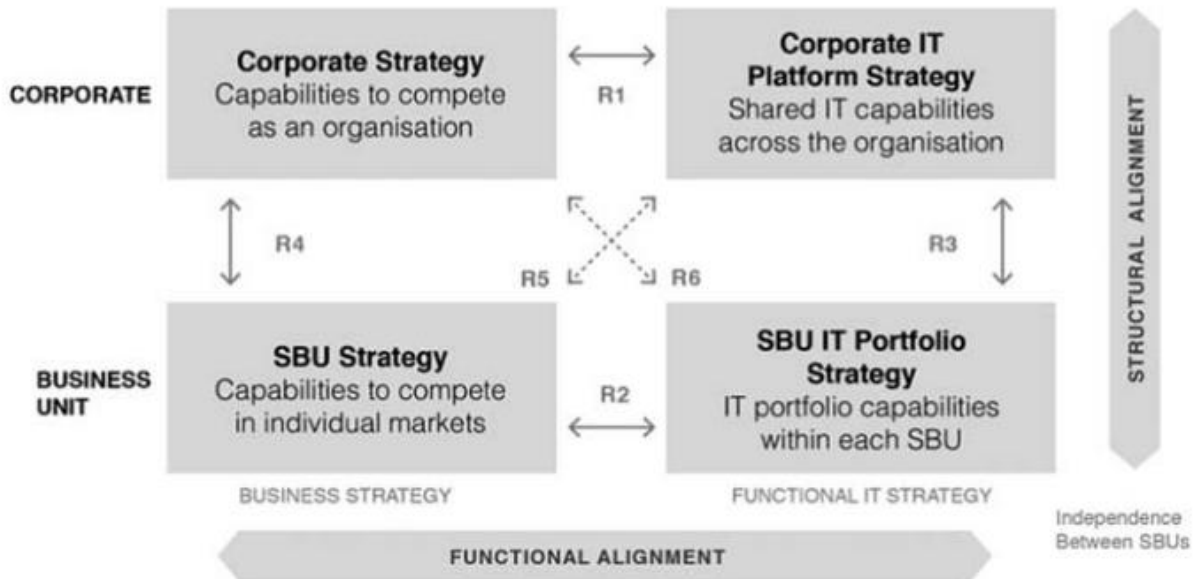 Corporate Strategy
Capabilities to compete
as an organisation
Corporate IT
Platform Strategy
Shared IT capabilities
across the organisation
CORPORATE
R1
R4
R5
R6
R3
STRUCTURAL ALIGNMENT
SBU Strategy
Capabilities to compete
in individual markets
SBU IT Portfolio
Strategy
IT portfolio capabilities
within each SBU
BUSINESS
UNIT
R2
BUSINESS STRATEGY
FUNCTIONAL IT STRATEGY
Independence
Between SBUs
FUNCTIONAL ALIGNMENT